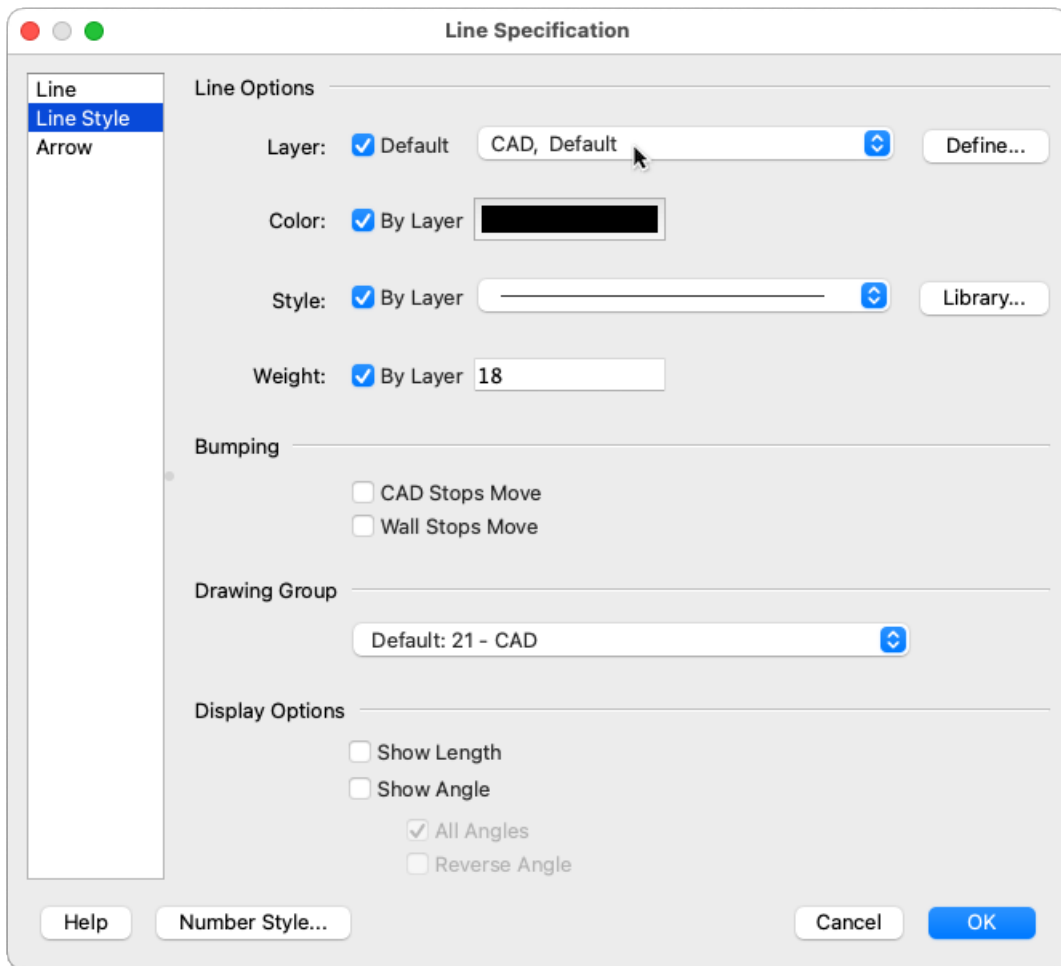 Line Specification
Line
Line Style
Arrow
Line Options
Layer: Default CAD, Default Define...
Color: By Layer
Style: By Layer Library...
Weight: By Layer 18
Bumping
CAD Stops Move
Wall Stops Move
Drawing Group
Default: 21 - CAD
Display Options
Show Length
Show Angle
All Angles
Reverse Angle
Help Number Style... Cancel OK